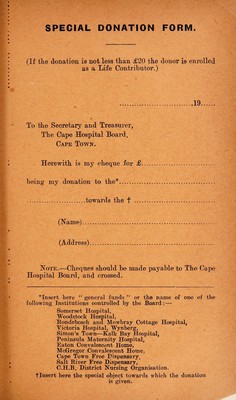 SPECIAL DONATION FORM.
(If the donation is not less than £20 the donor is enrolled
as a Life Contributor.)
..........................19.....
To the Secretary and Treasurer,
The Cape Hospital Board,
CAPE TOWN.
Herewith is my cheque for £..........................
being my donation to the*..................................
.....................towards the † ..........................
(Name)..................................................
(Address)................................................
NOTE.—Cheques should be made payable to The Cape
Hospital Board, and crossed.
*Insert here "general funds" or the name of one of the
following Institutions controlled by the Board:—
Somerset Hospital,
Woodstock Hospital,
Rondebosch and Mowbray Cottage Hospital,
Victoria Hospital, Wynberg,
Simon's Town—Kalk Bay Hospital,
Peninsula Maternity Hospital,
Eaton Convalescent Home,
McGregor Convalescent Home,
Cape Town Free Dispensary,
Salt River Free Dispensary,
C.H.B. District Nursing Organisation.
†Insert here the special object towards which the donation
is given.